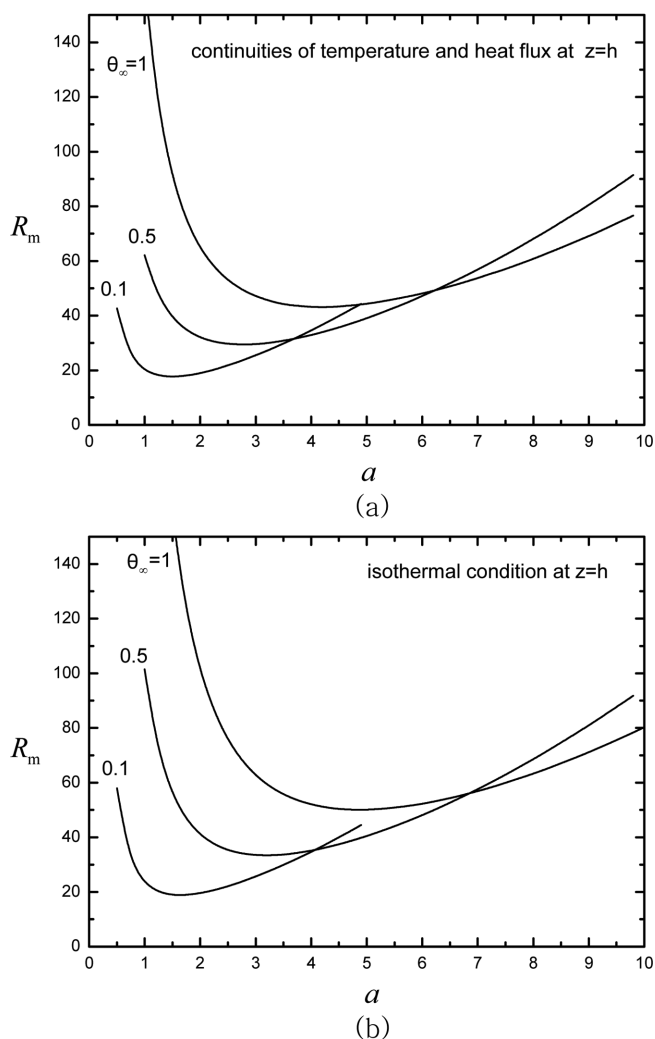 150
continuities of temperature and heat flux at z=h
θ∞=1
140
120
100
80
Rm
0.5
60
0.1
40
20
0
0 1 2 3 4 5 6 7 8 9 10
a
(a)
isothermal condition at z=h
θ∞=1
140
120
0.5
100
80
Rm
0.1
60
40
20
0
0 1 2 3 4 5 6 7 8 9 10
a
(b)